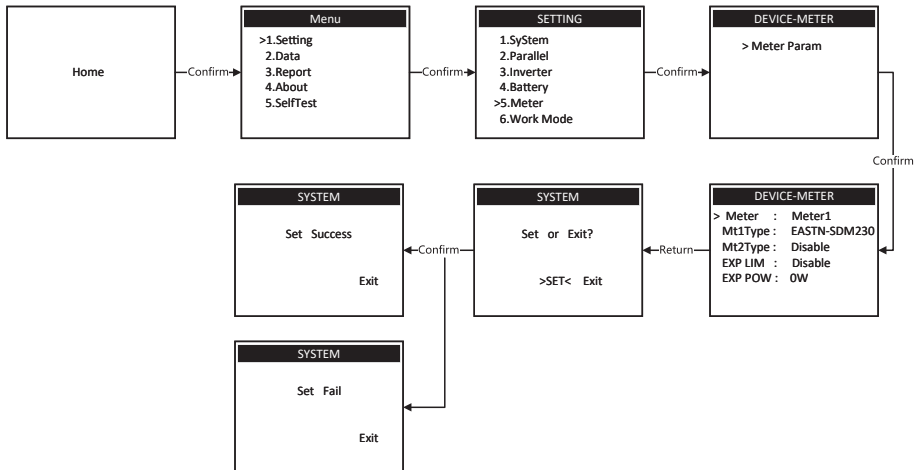 Home
Confirm
Menu
>1.Setting
2.Data
3.Report
4.About
5.SelfTest
Confirm
SETTING
1.SyStem
2.Parallel
3.Inverter
4.Battery
>5.Meter
6.Work Mode
Confirm
DEVICE-METER
> Meter Param
Confirm
DEVICE-METER
> Meter : Meter1
Mt1Type : EASTN-SDM230
Mt2Type : Disable
EXP LIM : Disable
EXP POW : 0W
Return
SYSTEM
Set or Exit?
>SET< Exit
Confirm
SYSTEM
Set Success
Exit
SYSTEM
Set Fail
Exit